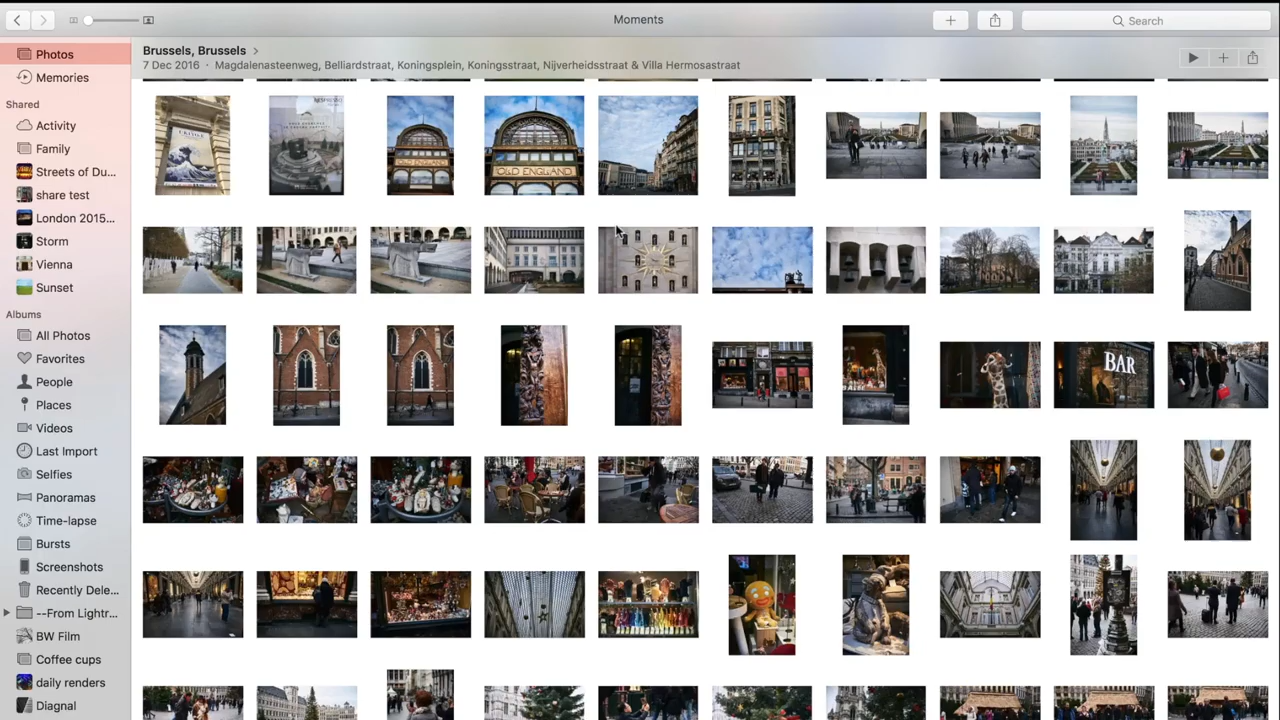 Moments
Search
Photos
Memories
Shared
Activity
Family
Streets of Du...
share test
London 2015...
Storm
Vienna
Sunset
Albums
All Photos
Favorites
People
Places
Videos
Last Import
Selfies
Panoramas
Time-lapse
Bursts
Screenshots
Recently Dele...
--From Lightr...
BW Film
Coffee cups
daily renders
Diagnal
Brussels, Brussels
7 Dec 2016 · Magdalenasteenweg, Belliardstraat, Koningsplein, Koningsstraat, Nijverheidsstraat & Villa Hermosastraat
OLD ENGLAND
BAR